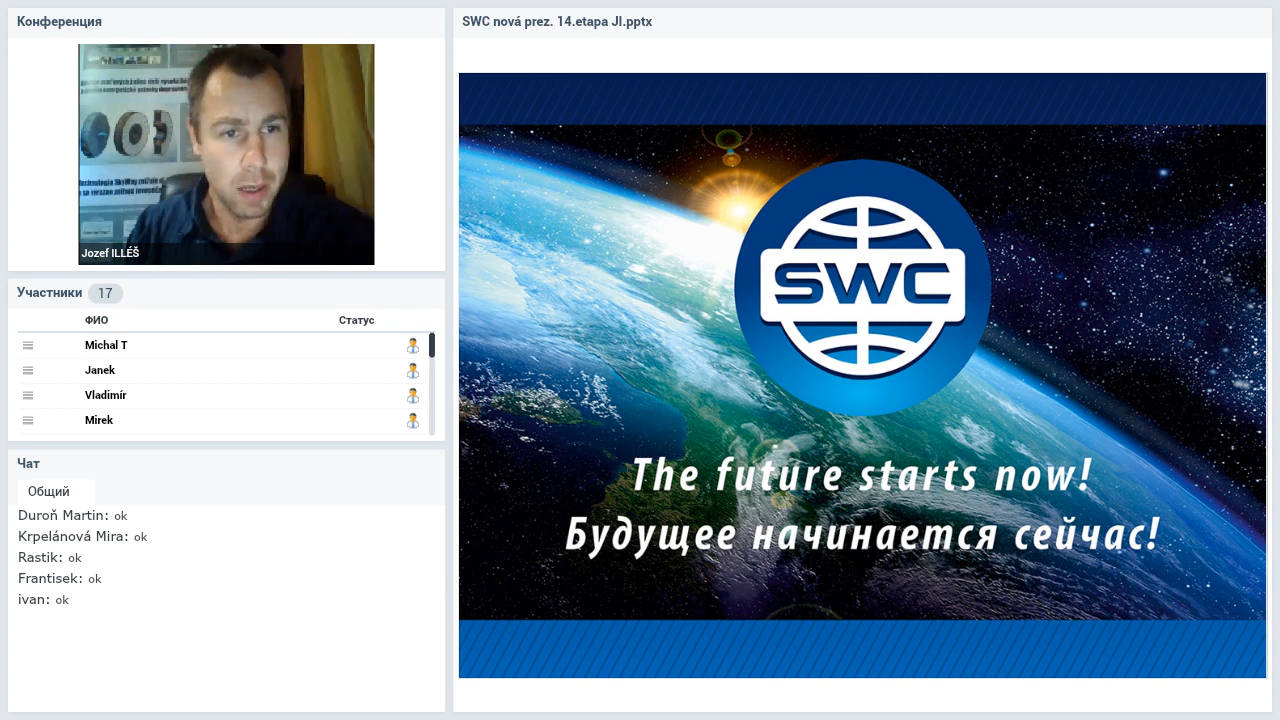 Конференция
Jozef ILLÉŠ
Участники 17
ФИО Статус
Michal T
Janek
Vladimír
Mirek
Чат
Общий
Duroň Martin: ok
Krpelánová Mira: ok
Rastik: ok
Frantisek: ok
ivan: ok
SWC nová prez. 14.etapa JI.pptx
SWC
The future starts now!
Будущее начинается сейчас!